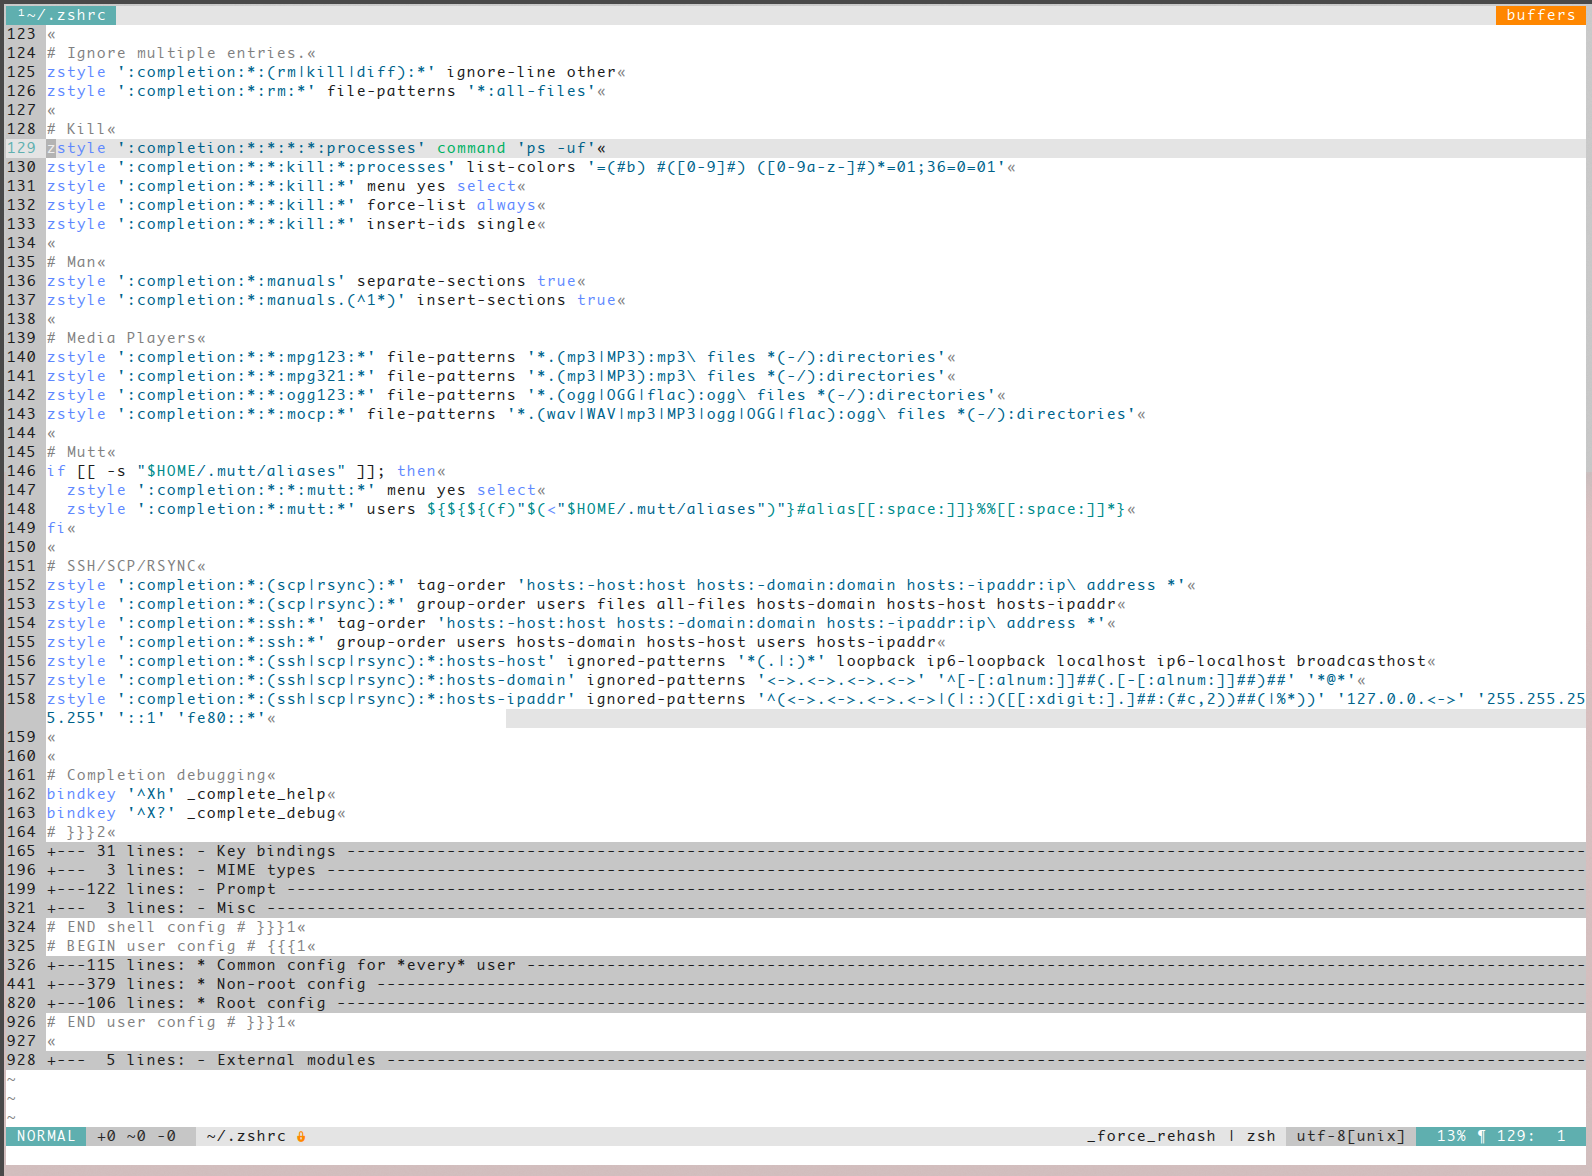 ¹~/.zshrc buffers
123 «
124 # Ignore multiple entries.«
125 zstyle ':completion:*:(rm|kill|diff):*' ignore-line other«
126 zstyle ':completion:*:rm:*' file-patterns '*:all-files'«
127 «
128 # Kill«
129 zstyle ':completion:*:*:*:*:processes' command 'ps -uf'«
130 zstyle ':completion:*:*:kill:*:processes' list-colors '=(#b) #([0-9]#) ([0-9a-z-]#)*=01;36=0=01'«
131 zstyle ':completion:*:*:kill:*' menu yes select«
132 zstyle ':completion:*:*:kill:*' force-list always«
133 zstyle ':completion:*:*:kill:*' insert-ids single«
134 «
135 # Man«
136 zstyle ':completion:*:manuals' separate-sections true«
137 zstyle ':completion:*:manuals.(^1*)' insert-sections true«
138 «
139 # Media Players«
140 zstyle ':completion:*:*:mpg123:*' file-patterns '*.(mp3|MP3):mp3\ files *(-/):directories'«
141 zstyle ':completion:*:*:mpg321:*' file-patterns '*.(mp3|MP3):mp3\ files *(-/):directories'«
142 zstyle ':completion:*:*:ogg123:*' file-patterns '*.(ogg|OGG|flac):ogg\ files *(-/):directories'«
143 zstyle ':completion:*:*:mocp:*' file-patterns '*.(wav|WAV|mp3|MP3|ogg|OGG|flac):ogg\ files *(-/):directories'«
144 «
145 # Mutt«
146 if [[ -s "$HOME/.mutt/aliases" ]]; then«
147   zstyle ':completion:*:*:mutt:*' menu yes select«
148   zstyle ':completion:*:mutt:*' users ${${${(f)"$(<"$HOME/.mutt/aliases")"}#alias[[:space:]]}%%[[:space:]]*}«
149 fi«
150 «
151 # SSH/SCP/RSYNC«
152 zstyle ':completion:*:(scp|rsync):*' tag-order 'hosts:-host:host hosts:-domain:domain hosts:-ipaddr:ip\ address *'«
153 zstyle ':completion:*:(scp|rsync):*' group-order users files all-files hosts-domain hosts-host hosts-ipaddr«
154 zstyle ':completion:*:ssh:*' tag-order 'hosts:-host:host hosts:-domain:domain hosts:-ipaddr:ip\ address *'«
155 zstyle ':completion:*:ssh:*' group-order users hosts-domain hosts-host users hosts-ipaddr«
156 zstyle ':completion:*:(ssh|scp|rsync):*:hosts-host' ignored-patterns '*(.|:)*' loopback ip6-loopback localhost ip6-localhost broadcasthost«
157 zstyle ':completion:*:(ssh|scp|rsync):*:hosts-domain' ignored-patterns '<->.<->.<->.<->' '^[-[:alnum:]]##(.[-[:alnum:]]##)##' '*@*'«
158 zstyle ':completion:*:(ssh|scp|rsync):*:hosts-ipaddr' ignored-patterns '^(<->.<->.<->.<->|(|::)([[:xdigit:].]##:(#c,2))##(|%*))' '127.0.0.<->' '255.255.25
5.255' '::1' 'fe80::*'«
159 «
160 «
161 # Completion debugging«
162 bindkey '^Xh' _complete_help«
163 bindkey '^X?' _complete_debug«
164 # }}}2«
165 +--- 31 lines: - Key bindings ----------------------------------------------------------------------------------------------------------------------------
196 +---  3 lines: - MIME types ------------------------------------------------------------------------------------------------------------------------------
199 +---122 lines: - Prompt ----------------------------------------------------------------------------------------------------------------------------------
321 +---  3 lines: - Misc ------------------------------------------------------------------------------------------------------------------------------------
324 # END shell config # }}}1«
325 # BEGIN user config # {{{1«
326 +---115 lines: * Common config for *every* user ----------------------------------------------------------------------------------------------------------
441 +---379 lines: * Non-root config -------------------------------------------------------------------------------------------------------------------------
820 +---106 lines: * Root config -----------------------------------------------------------------------------------------------------------------------------
926 # END user config # }}}1«
927 «
928 +---  5 lines: - External modules ------------------------------------------------------------------------------------------------------------------------
~
~
~
NORMAL +0 ~0 -0 ~/.zshrc _force_rehash | zsh utf-8[unix] 13% ¶ 129: 1